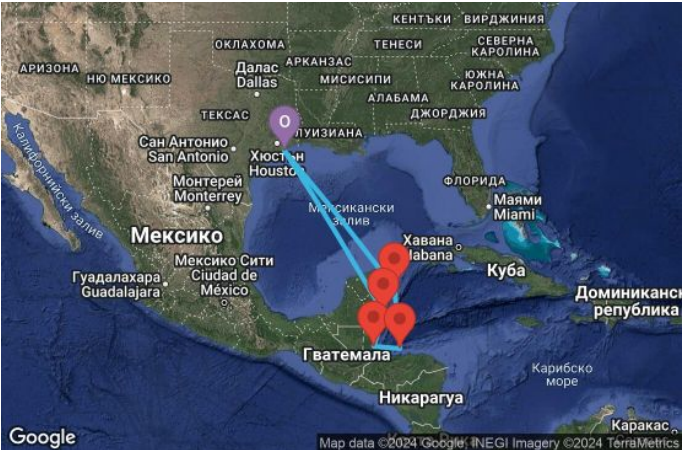 КЕНТЪКИ
ВИРДЖИНИЯ
ОКЛАХОМА
ТЕНЕСИ
СЕВЕРНА
КАРОЛИНА
АРИЗОНА
НЮ МЕКСИКО
Далас
Dallas
АРКАНЗАС
МИСИСИПИ
ЮЖНА
КАРОЛИНА
АЛАБАМА
ДЖОРДЖИЯ
ТЕКСАС
O
ЛУИЗИАНА
Сан Антонио
San Antonio
Хюстън
Houston
Калифорнийски залив
Монтерей
Monterrey
ФЛОРИДА
Маями
Miami
Мексикански
залив
Мексико
Хавана
Habana
Мексико Сити
Ciudad de
México
Куба
Гуадалахара
Guadalajara
Доминиканск
република
Гватемала
Карибско
море
Никарагуа
Каракас
Google
Map data ©2024 Google, INEGI Imagery ©2024 TerraMetrics